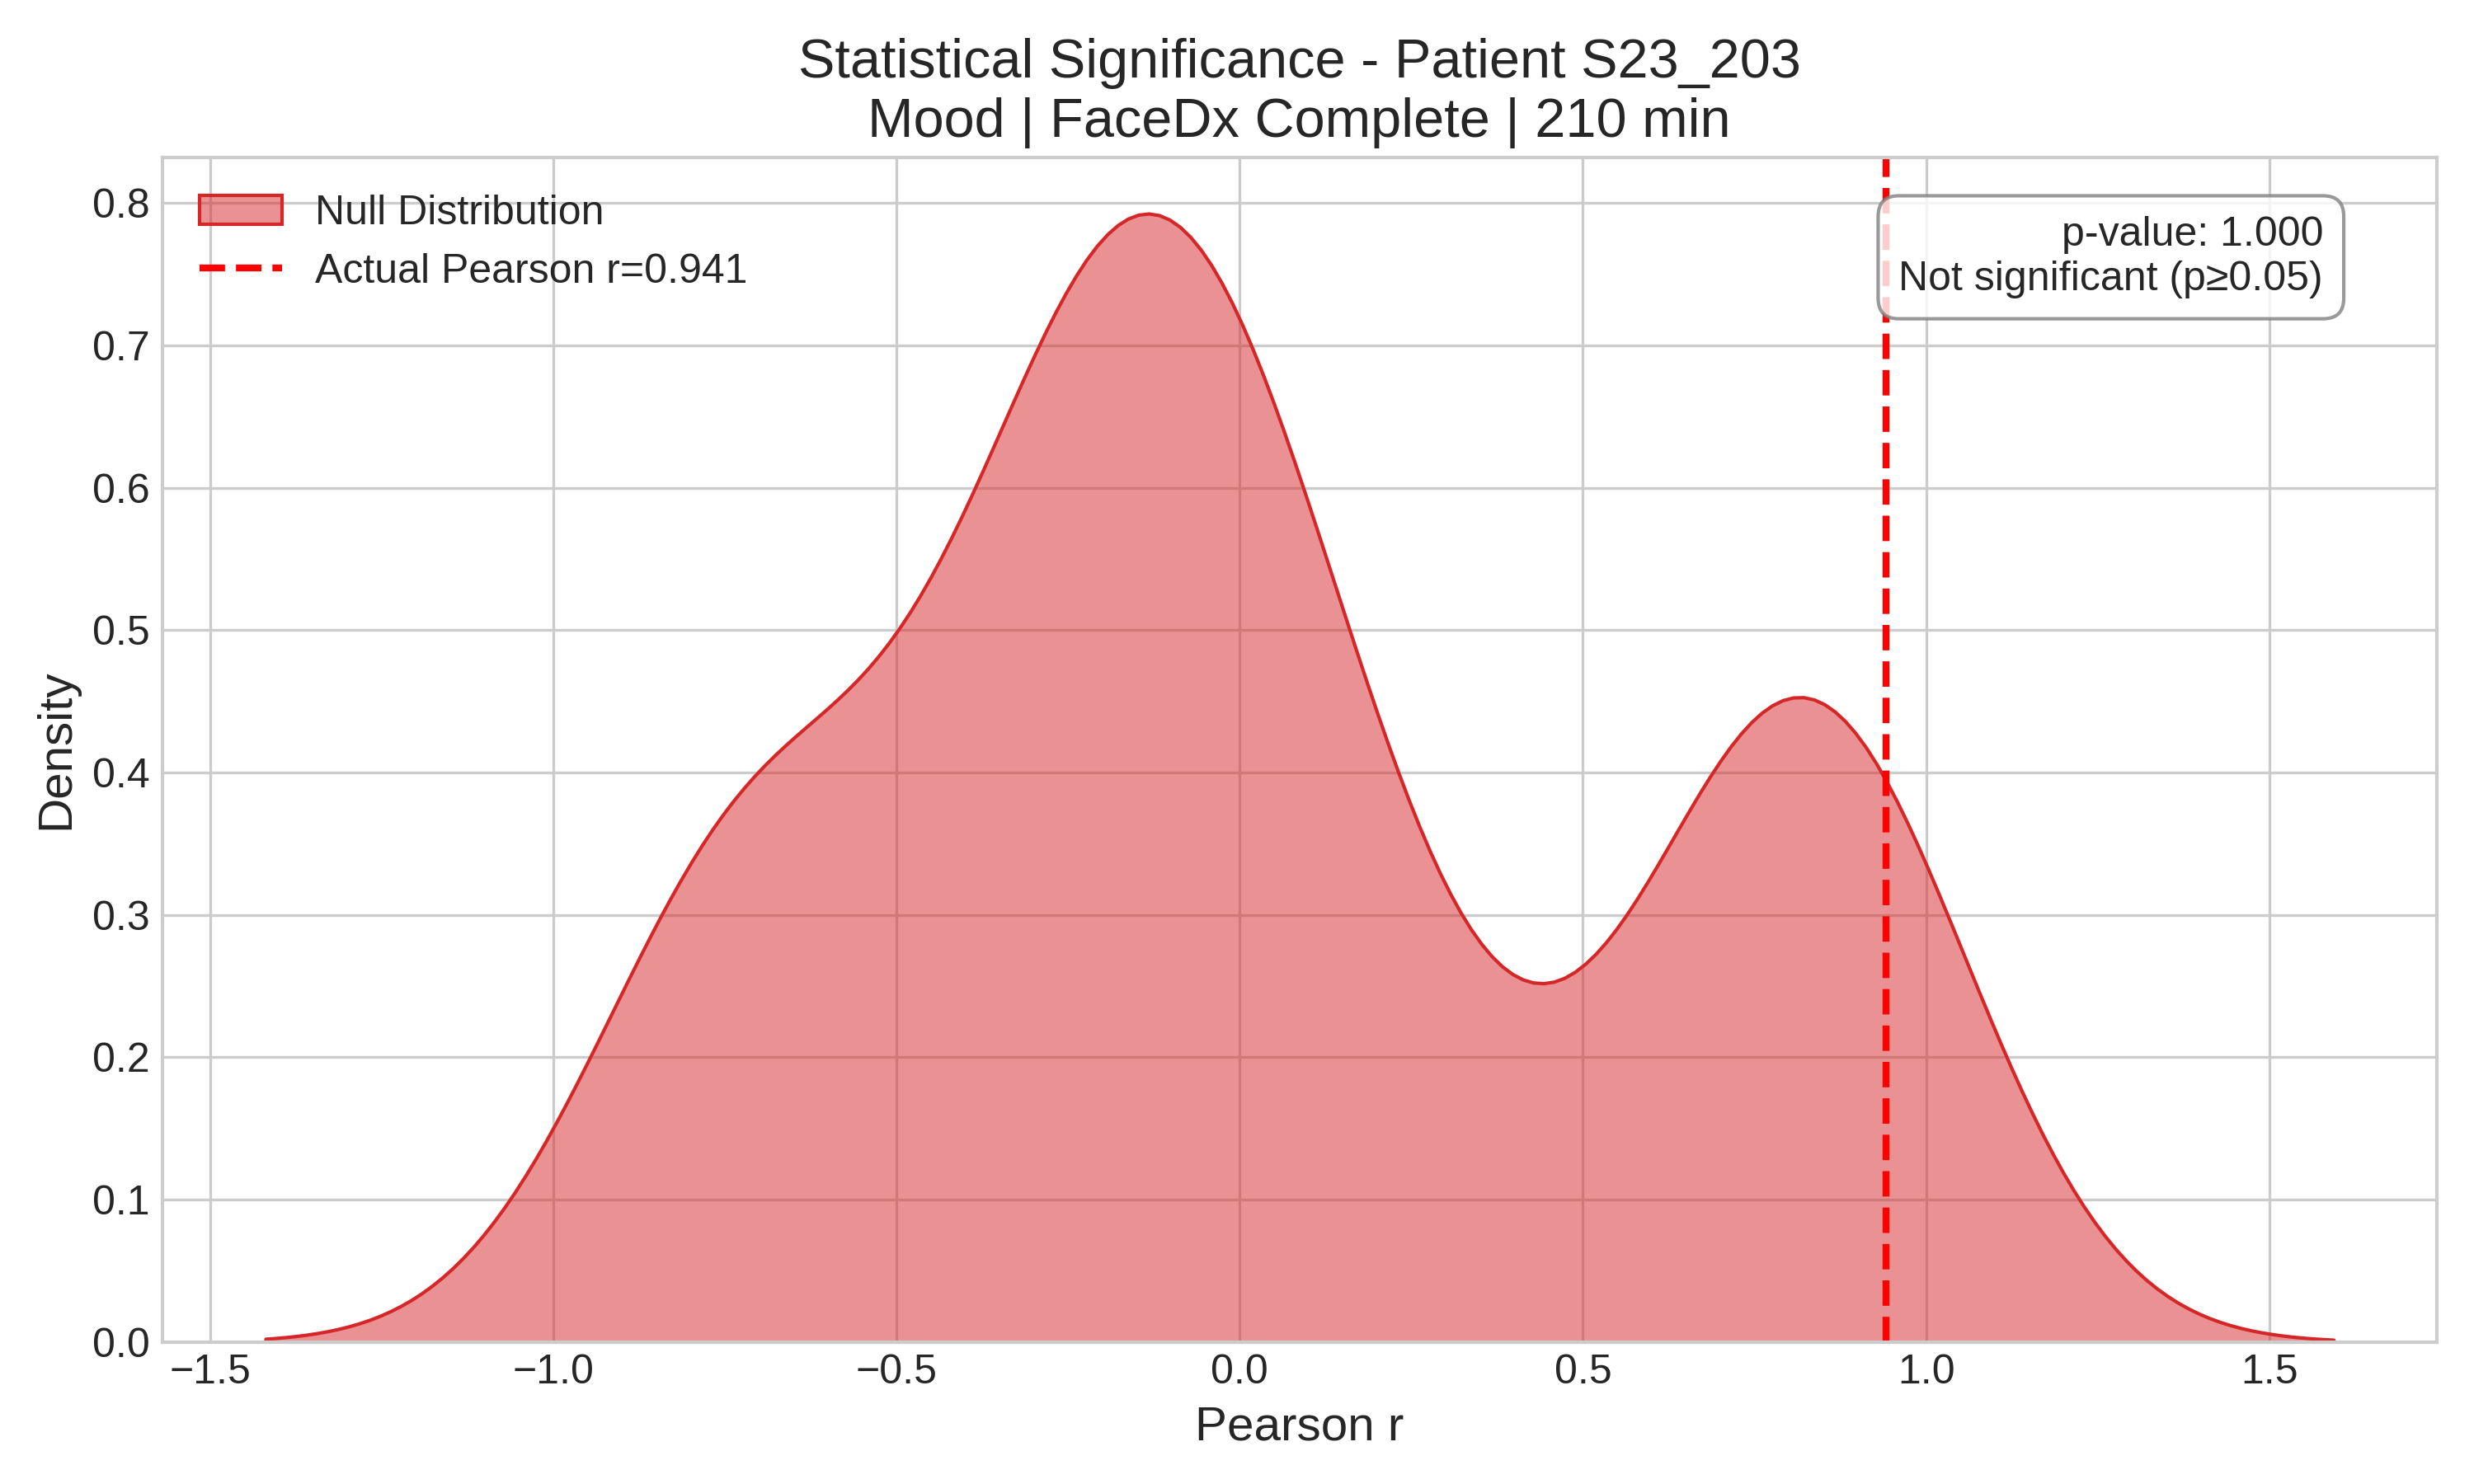 Statistical Significance - Patient S23_203
Mood | FaceDx Complete | 210 min
Null Distribution
Actual Pearson r=0.941
p-value: 1.000
Not significant (p≥0.05)
Density
0.8
0.7
0.6
0.5
0.4
0.3
0.2
0.1
0.0
−1.5 −1.0 −0.5 0.0 0.5 1.0 1.5
Pearson r